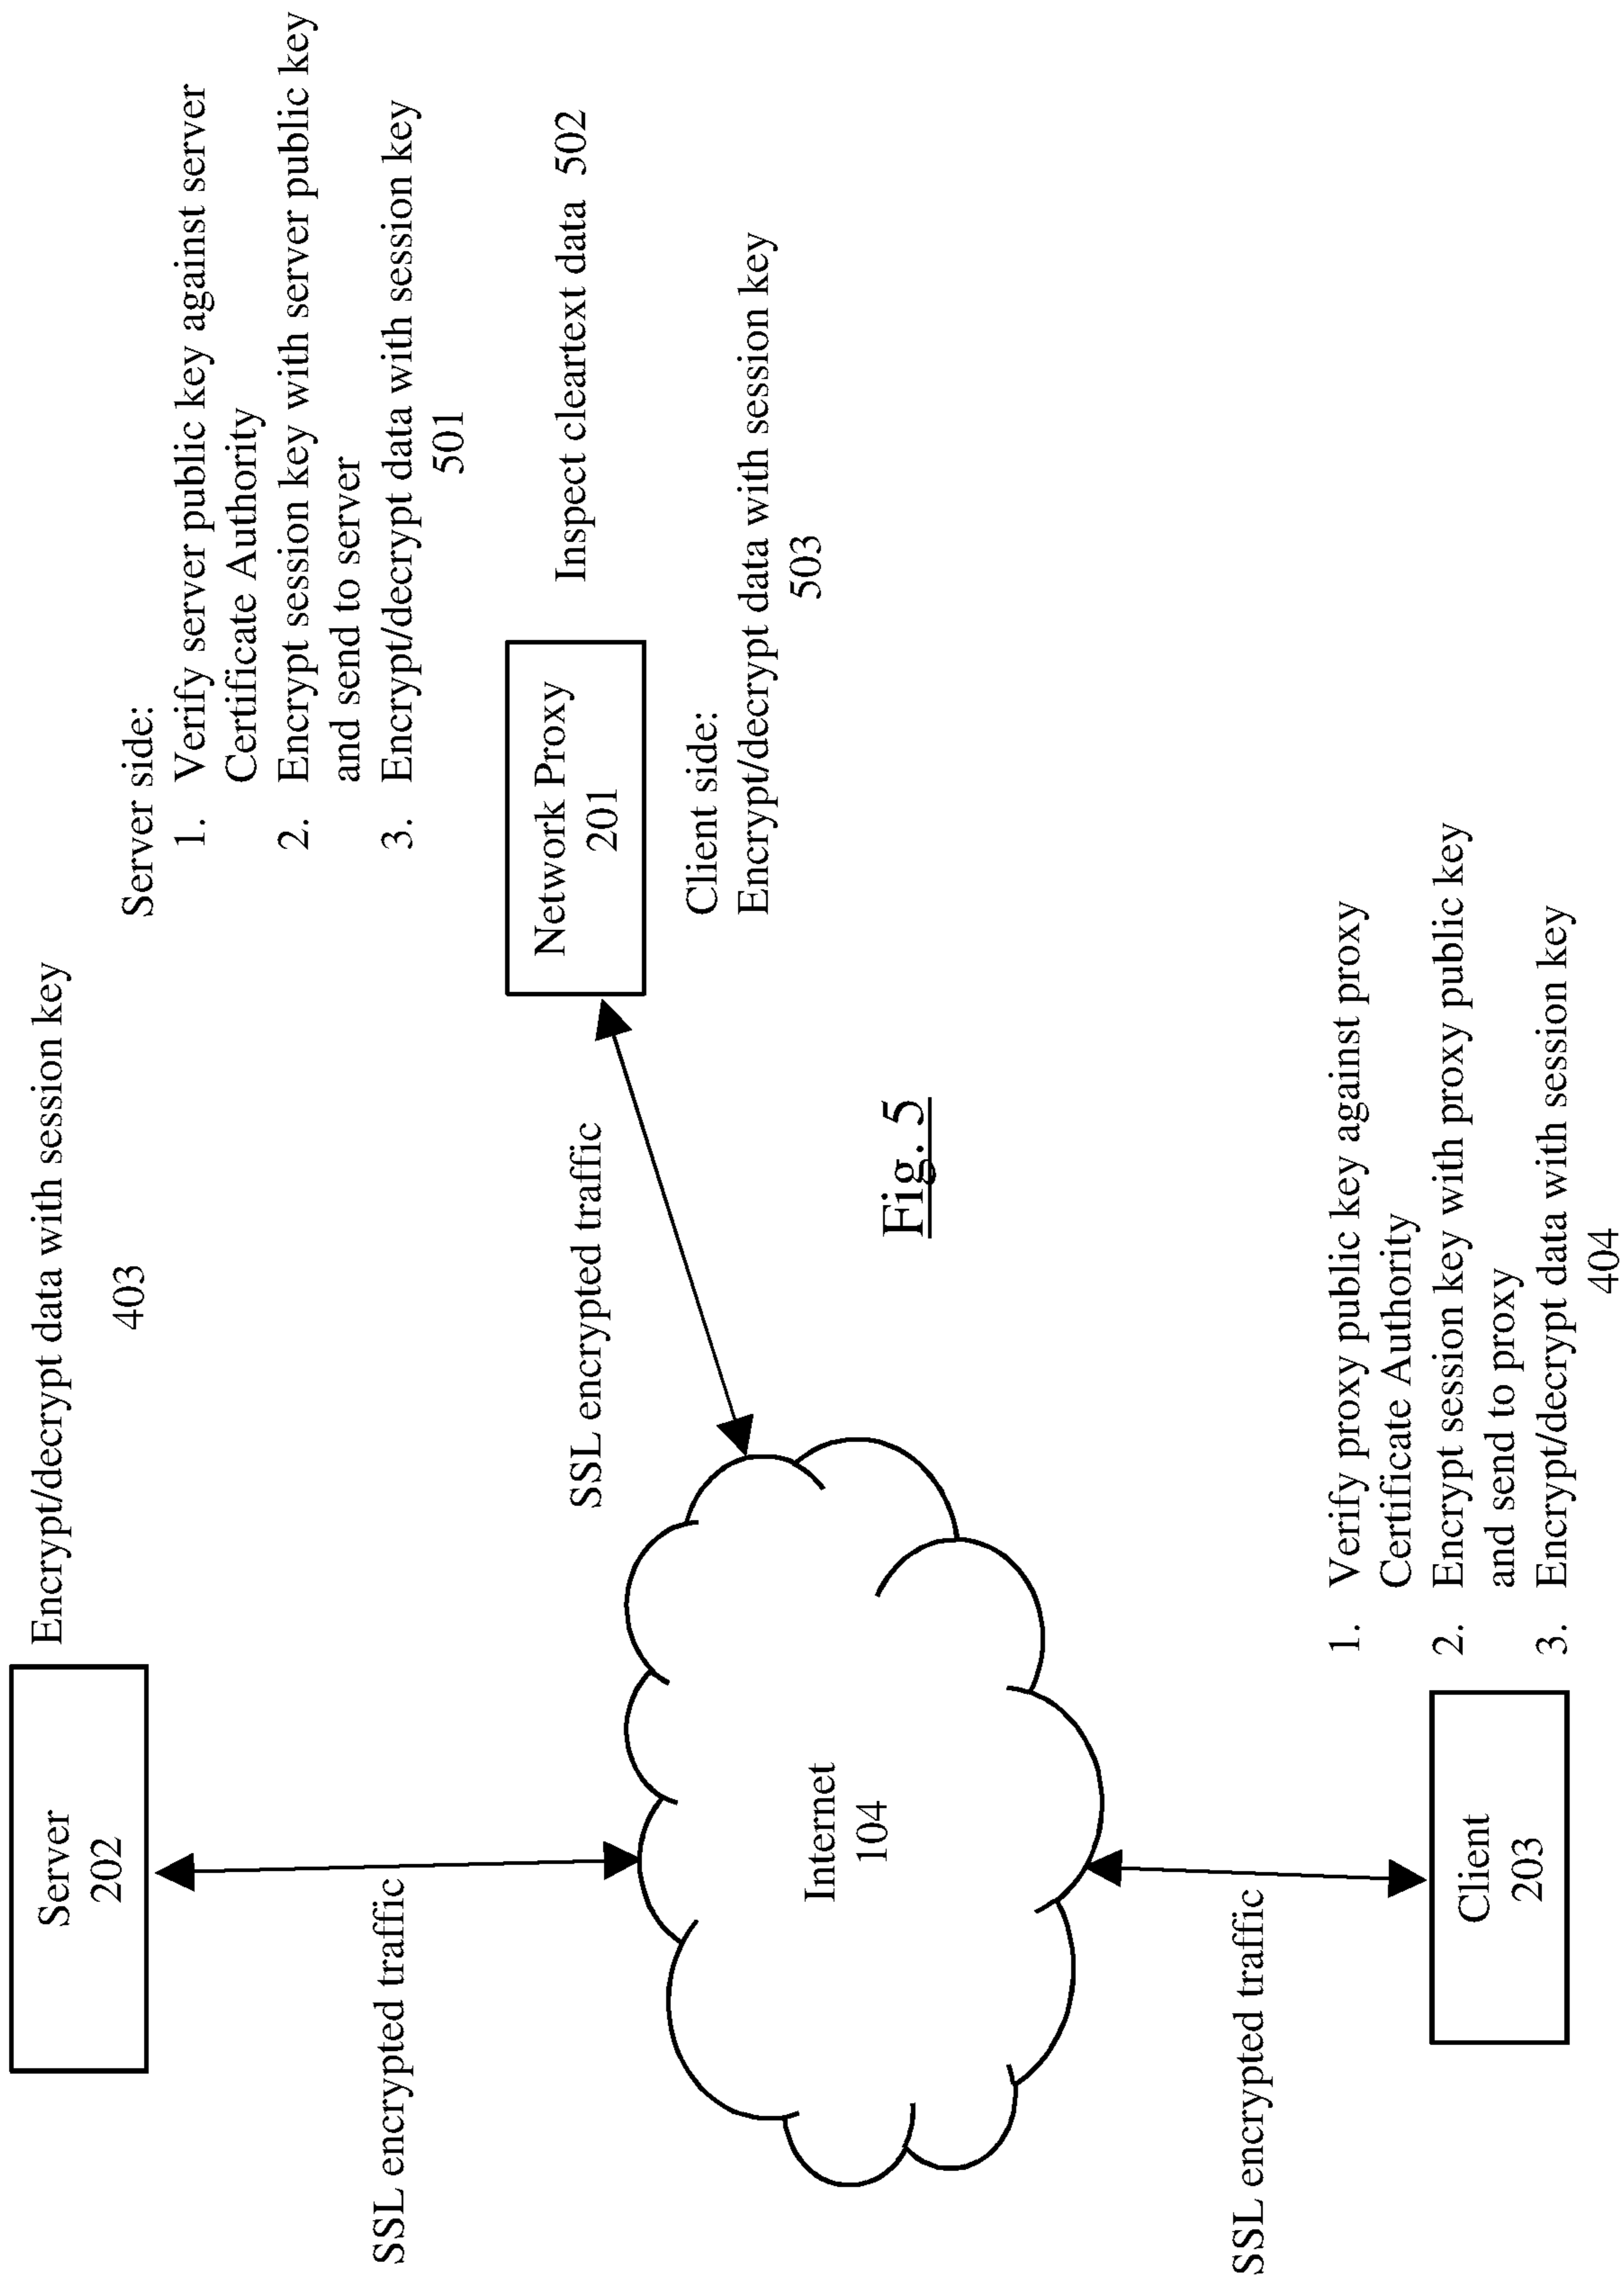 Server
202
Encrypt/decrypt data with session key
403
SSL encrypted traffic
Server side:
1. Verify server public key against server
Certificate Authority
2. Encrypt session key with server public key
and send to server
3. Encrypt/decrypt data with session key
501
SSL encrypted traffic
Network Proxy
201
Inspect cleartext data 502
Client side:
Encrypt/decrypt data with session key
503
Internet
104
Fig. 5
SSL encrypted traffic
Client
203
1. Verify proxy public key against proxy
Certificate Authority
2. Encrypt session key with proxy public key
and send to proxy
3. Encrypt/decrypt data with session key
404